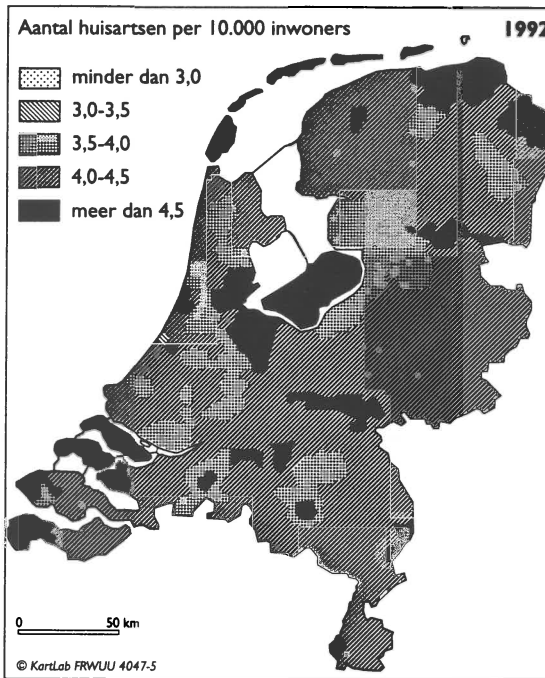 Aantal huisartsen per 10.000 inwoners 1992
minder dan 3,0
3,0-3,5
3,5-4,0
4,0-4,5
meer dan 4,5
0 50 km
© KartLab FRWUU 4047-5